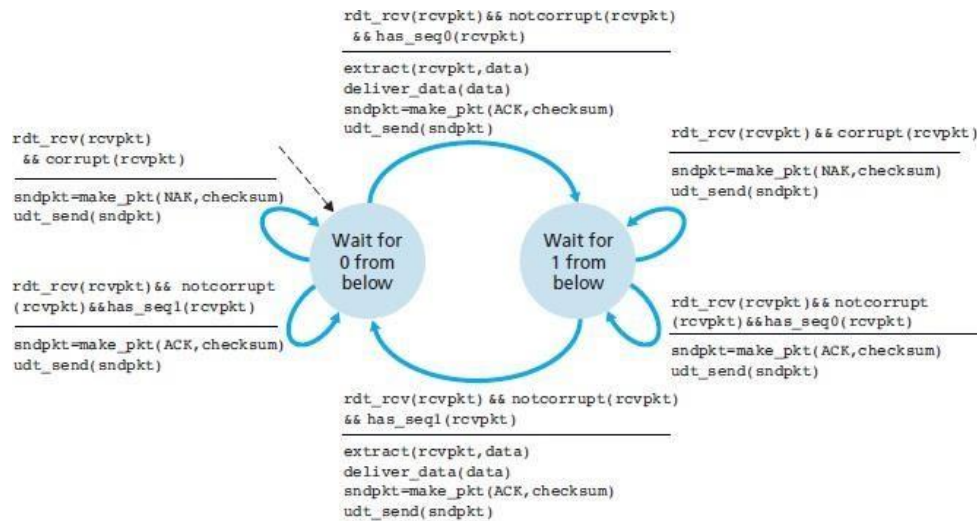 rdt_rcv(rcvpkt)&& notcorrupt(rcvpkt)
&& has_seq0(rcvpkt)
extract(rcvpkt,data)
deliver_data(data)
sndpkt=make_pkt(ACK,checksum)
udt_send(sndpkt)
rdt_rcv(rcvpkt)
&& corrupt(rcvpkt)
sndpkt=make_pkt(NAK,checksum)
udt_send(sndpkt)
rdt_rcv(rcvpkt)&& corrupt(rcvpkt)
sndpkt=make_pkt(NAK,checksum)
udt_send(sndpkt)
Wait for
0 from
below
Wait for
1 from
below
rdt_rcv(rcvpkt)&& notcorrupt
(rcvpkt)&&has_seq1(rcvpkt)
sndpkt=make_pkt(ACK,checksum)
udt_send(sndpkt)
rdt_rcv(rcvpkt)&& notcorrupt
(rcvpkt)&&has_seq0(rcvpkt)
sndpkt=make_pkt(ACK,checksum)
udt_send(sndpkt)
rdt_rcv(rcvpkt) && notcorrupt(rcvpkt)
&& has_seq1(rcvpkt)
extract(rcvpkt,data)
deliver_data(data)
sndpkt=make_pkt(ACK,checksum)
udt_send(sndpkt)